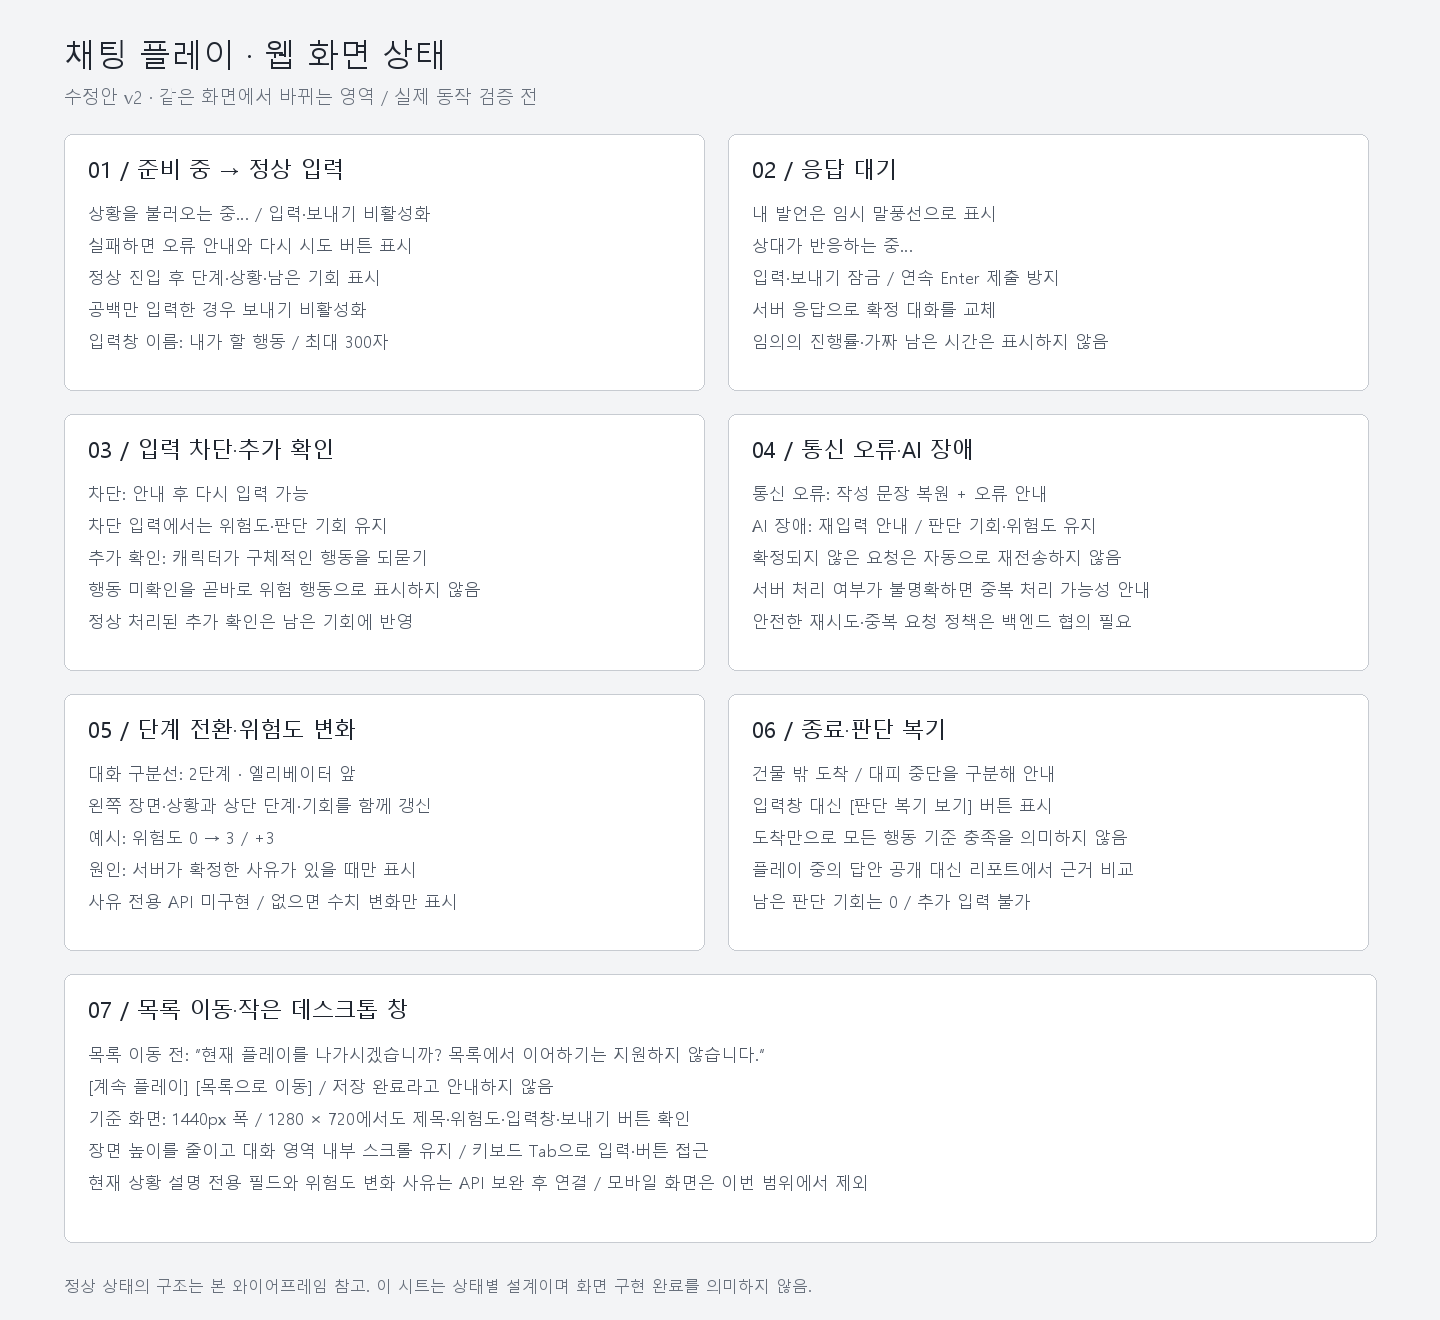 채팅 플레이 · 웹 화면 상태
수정안 v2 · 같은 화면에서 바뀌는 영역 / 실제 동작 검증 전
01 / 준비 중 → 정상 입력
상황을 불러오는 중... / 입력·보내기 비활성화
실패하면 오류 안내와 다시 시도 버튼 표시
정상 진입 후 단계·상황·남은 기회 표시
공백만 입력한 경우 보내기 비활성화
입력창 이름: 내가 할 행동 / 최대 300자
02 / 응답 대기
내 발언은 임시 말풍선으로 표시
상대가 반응하는 중...
입력·보내기 잠금 / 연속 Enter 제출 방지
서버 응답으로 확정 대화를 교체
임의의 진행률·가짜 남은 시간은 표시하지 않음
03 / 입력 차단·추가 확인
차단: 안내 후 다시 입력 가능
차단 입력에서는 위험도·판단 기회 유지
추가 확인: 캐릭터가 구체적인 행동을 되묻기
행동 미확인을 곧바로 위험 행동으로 표시하지 않음
정상 처리된 추가 확인은 남은 기회에 반영
04 / 통신 오류·AI 장애
통신 오류: 작성 문장 복원 + 오류 안내
AI 장애: 재입력 안내 / 판단 기회·위험도 유지
확정되지 않은 요청은 자동으로 재전송하지 않음
서버 처리 여부가 불명확하면 중복 처리 가능성 안내
안전한 재시도·중복 요청 정책은 백엔드 협의 필요
05 / 단계 전환·위험도 변화
대화 구분선: 2단계 · 엘리베이터 앞
왼쪽 장면·상황과 상단 단계·기회를 함께 갱신
예시: 위험도 0 → 3 / +3
원인: 서버가 확정한 사유가 있을 때만 표시
사유 전용 API 미구현 / 없으면 수치 변화만 표시
06 / 종료·판단 복기
건물 밖 도착 / 대피 중단을 구분해 안내
입력창 대신 [판단 복기 보기] 버튼 표시
도착만으로 모든 행동 기준 충족을 의미하지 않음
플레이 중의 답안 공개 대신 리포트에서 근거 비교
남은 판단 기회는 0 / 추가 입력 불가
07 / 목록 이동·작은 데스크톱 창
목록 이동 전: "현재 플레이를 나가시겠습니까? 목록에서 이어하기는 지원하지 않습니다."
[계속 플레이] [목록으로 이동] / 저장 완료라고 안내하지 않음
기준 화면: 1440px 폭 / 1280 × 720에서도 제목·위험도·입력창·보내기 버튼 확인
장면 높이를 줄이고 대화 영역 내부 스크롤 유지 / 키보드 Tab으로 입력·버튼 접근
현재 상황 설명 전용 필드와 위험도 변화 사유는 API 보완 후 연결 / 모바일 화면은 이번 범위에서 제외
정상 상태의 구조는 본 와이어프레임 참고. 이 시트는 상태별 설계이며 화면 구현 완료를 의미하지 않음.